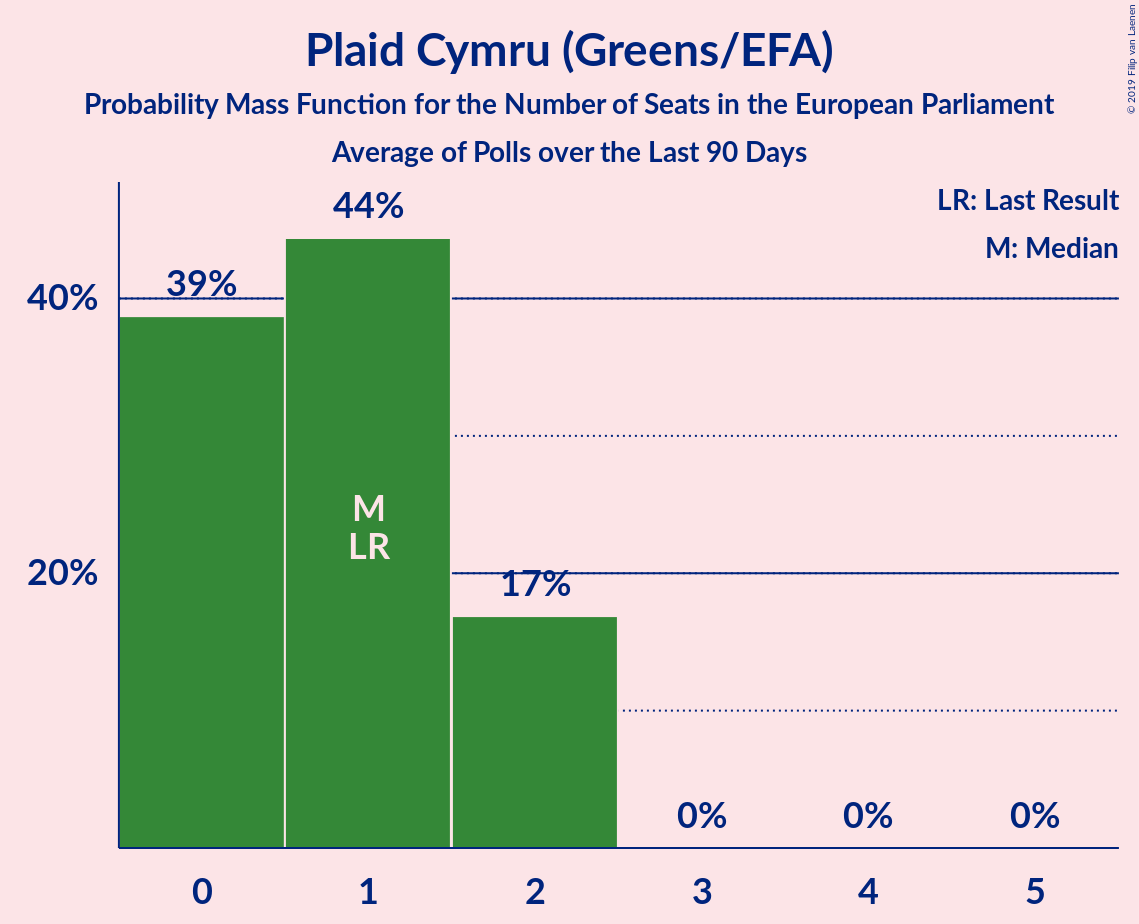 Plaid Cymru (Greens/EFA)
Probability Mass Function for the Number of Seats in the European Parliament
Average of Polls over the Last 90 Days
© 2019 Filip van Laenen
LR: Last Result
M: Median
44%
39%
40%
M
LR
20%
17%
0% 0% 0%
0 1 2 3 4 5